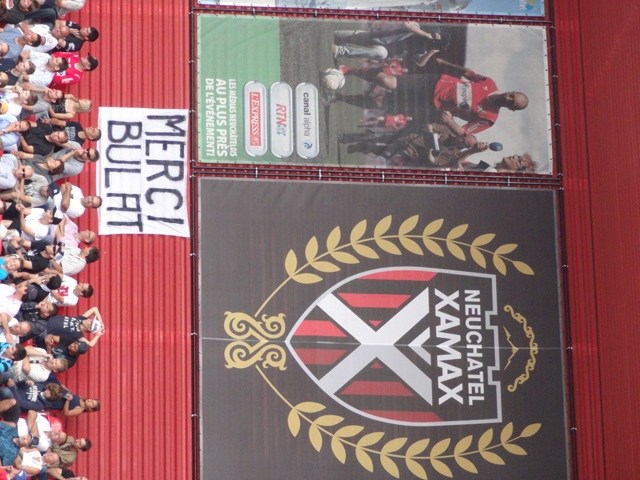 MERCI
BULAT
canal alpha
RTN
L'EXPRESS
LES MÉDIAS NEUCHÂTELOIS
AU PLUS PRÈS
DE L'ÉVÉNEMENT!
NEUCHATEL
XAMAX